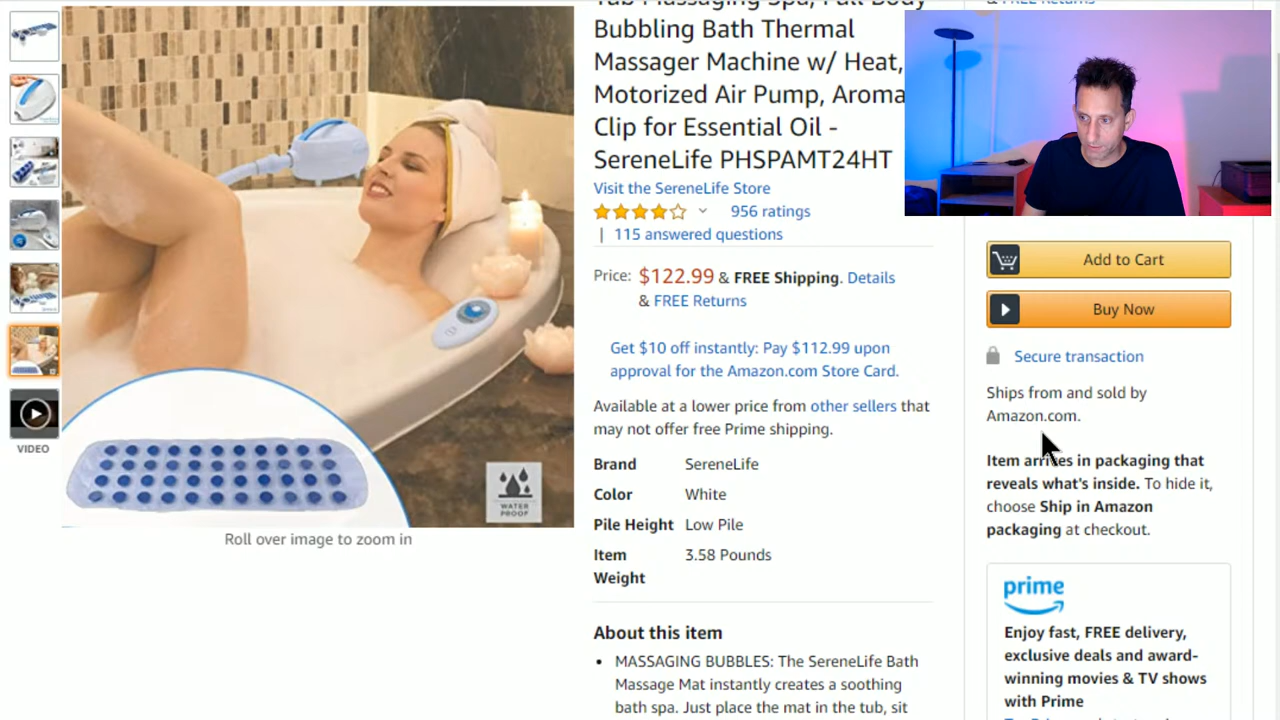 Tub Massaging Spa, Full Body
Bubbling Bath Thermal
Massager Machine w/ Heat,
Motorized Air Pump, Aroma
Clip for Essential Oil -
SereneLife PHSPAMT24HT
Visit the SereneLife Store
956 ratings
| 115 answered questions
Price: $122.99 & FREE Shipping. Details
& FREE Returns
Get $10 off instantly: Pay $112.99 upon
approval for the Amazon.com Store Card.
Available at a lower price from other sellers that
may not offer free Prime shipping.
Brand SereneLife
Color White
Pile Height Low Pile
Item 3.58 Pounds
Weight
About this item
• MASSAGING BUBBLES: The SereneLife Bath
Massage Mat instantly creates a soothing
bath spa. Just place the mat in the tub, sit
VIDEO
WATER
PROOF
Roll over image to zoom in
& FREE Returns
Add to Cart
Buy Now
Secure transaction
Ships from and sold by
Amazon.com.
Item arrives in packaging that
reveals what's inside. To hide it,
choose Ship in Amazon
packaging at checkout.
prime
Enjoy fast, FREE delivery,
exclusive deals and award-
winning movies & TV shows
with Prime